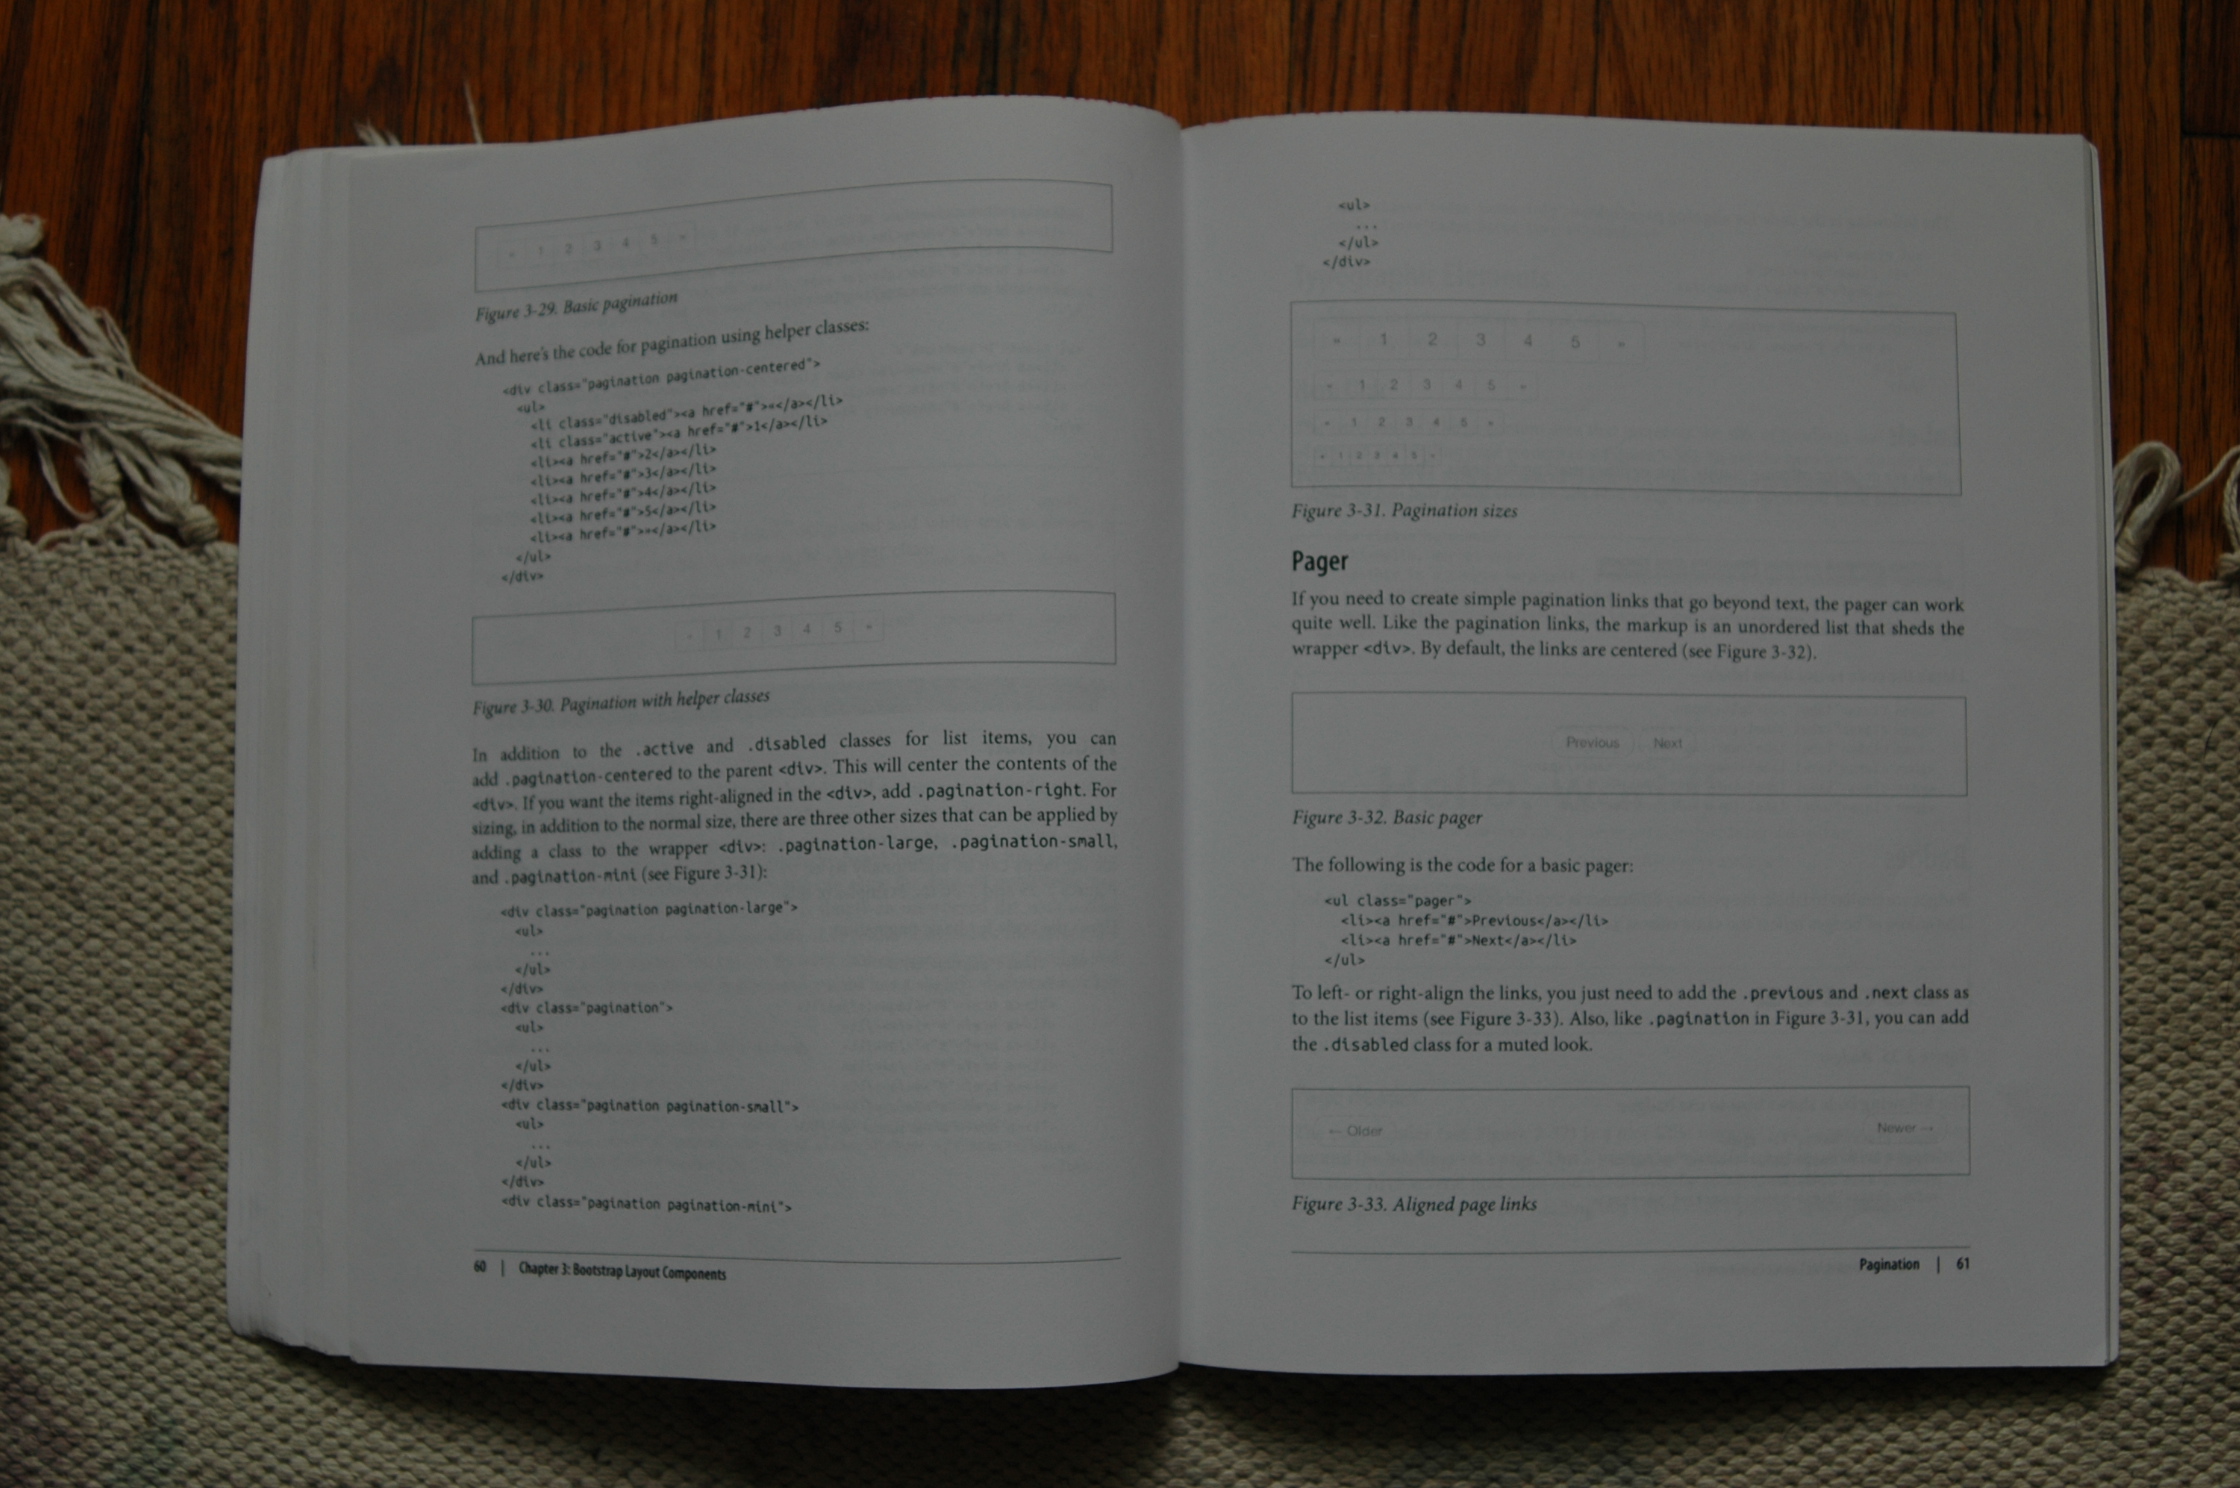 « 1 2 3 4 5 »
Figure 3-29. Basic pagination
And here's the code for pagination using helper classes:
<div class="pagination pagination-centered">
<ul>
<li class="disabled"><a href="#">«</a></li>
<li class="active"><a href="#">1</a></li>
<li><a href="#">2</a></li>
<li><a href="#">3</a></li>
<li><a href="#">4</a></li>
<li><a href="#">5</a></li>
<li><a href="#">»</a></li>
</ul>
</div>
« 1 2 3 4 5 »
Figure 3-30. Pagination with helper classes
In addition to the .active and .disabled classes for list items, you can
add .pagination-centered to the parent <div>. This will center the contents of the
<div>. If you want the items right-aligned in the <div>, add .pagination-right. For
sizing, in addition to the normal size, there are three other sizes that can be applied by
adding a class to the wrapper <div>: .pagination-large, .pagination-small,
and .pagination-mini (see Figure 3-31):
<div class="pagination pagination-large">
<ul>
...
</ul>
</div>
<div class="pagination">
<ul>
...
</ul>
</div>
<div class="pagination pagination-small">
<ul>
...
</ul>
</div>
<div class="pagination pagination-mini">
60 | Chapter 3: Bootstrap Layout Components
<ul>
...
</ul>
</div>
« 1 2 3 4 5 »
« 1 2 3 4 5 »
« 1 2 3 4 5 »
« 1 2 3 4 5 »
Figure 3-31. Pagination sizes
Pager
If you need to create simple pagination links that go beyond text, the pager can work
quite well. Like the pagination links, the markup is an unordered list that sheds the
wrapper <div>. By default, the links are centered (see Figure 3-32).
Previous Next
Figure 3-32. Basic pager
The following is the code for a basic pager:
<ul class="pager">
<li><a href="#">Previous</a></li>
<li><a href="#">Next</a></li>
</ul>
To left- or right-align the links, you just need to add the .previous and .next class as
to the list items (see Figure 3-33). Also, like .pagination in Figure 3-31, you can add
the .disabled class for a muted look.
← Older Newer →
Figure 3-33. Aligned page links
Pagination | 61